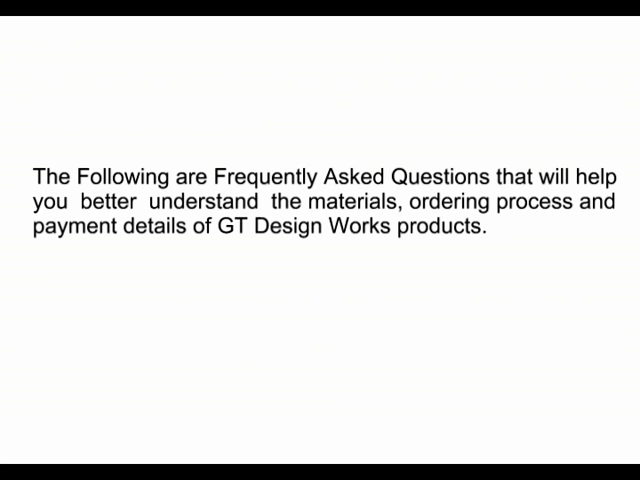 The Following are Frequently Asked Questions that will help
you better understand the materials, ordering process and
payment details of GT Design Works products.